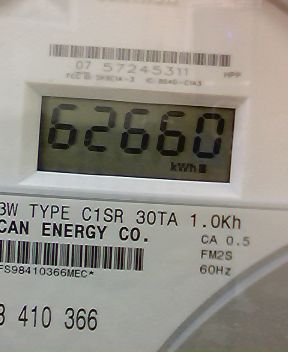 07 57245311 HPP
62660
kWh
3W TYPE C1SR 30TA 1.0Kh
CAN ENERGY CO.
CA 0.5
FM2S
60Hz
FS98410366MEC*
3 410 366